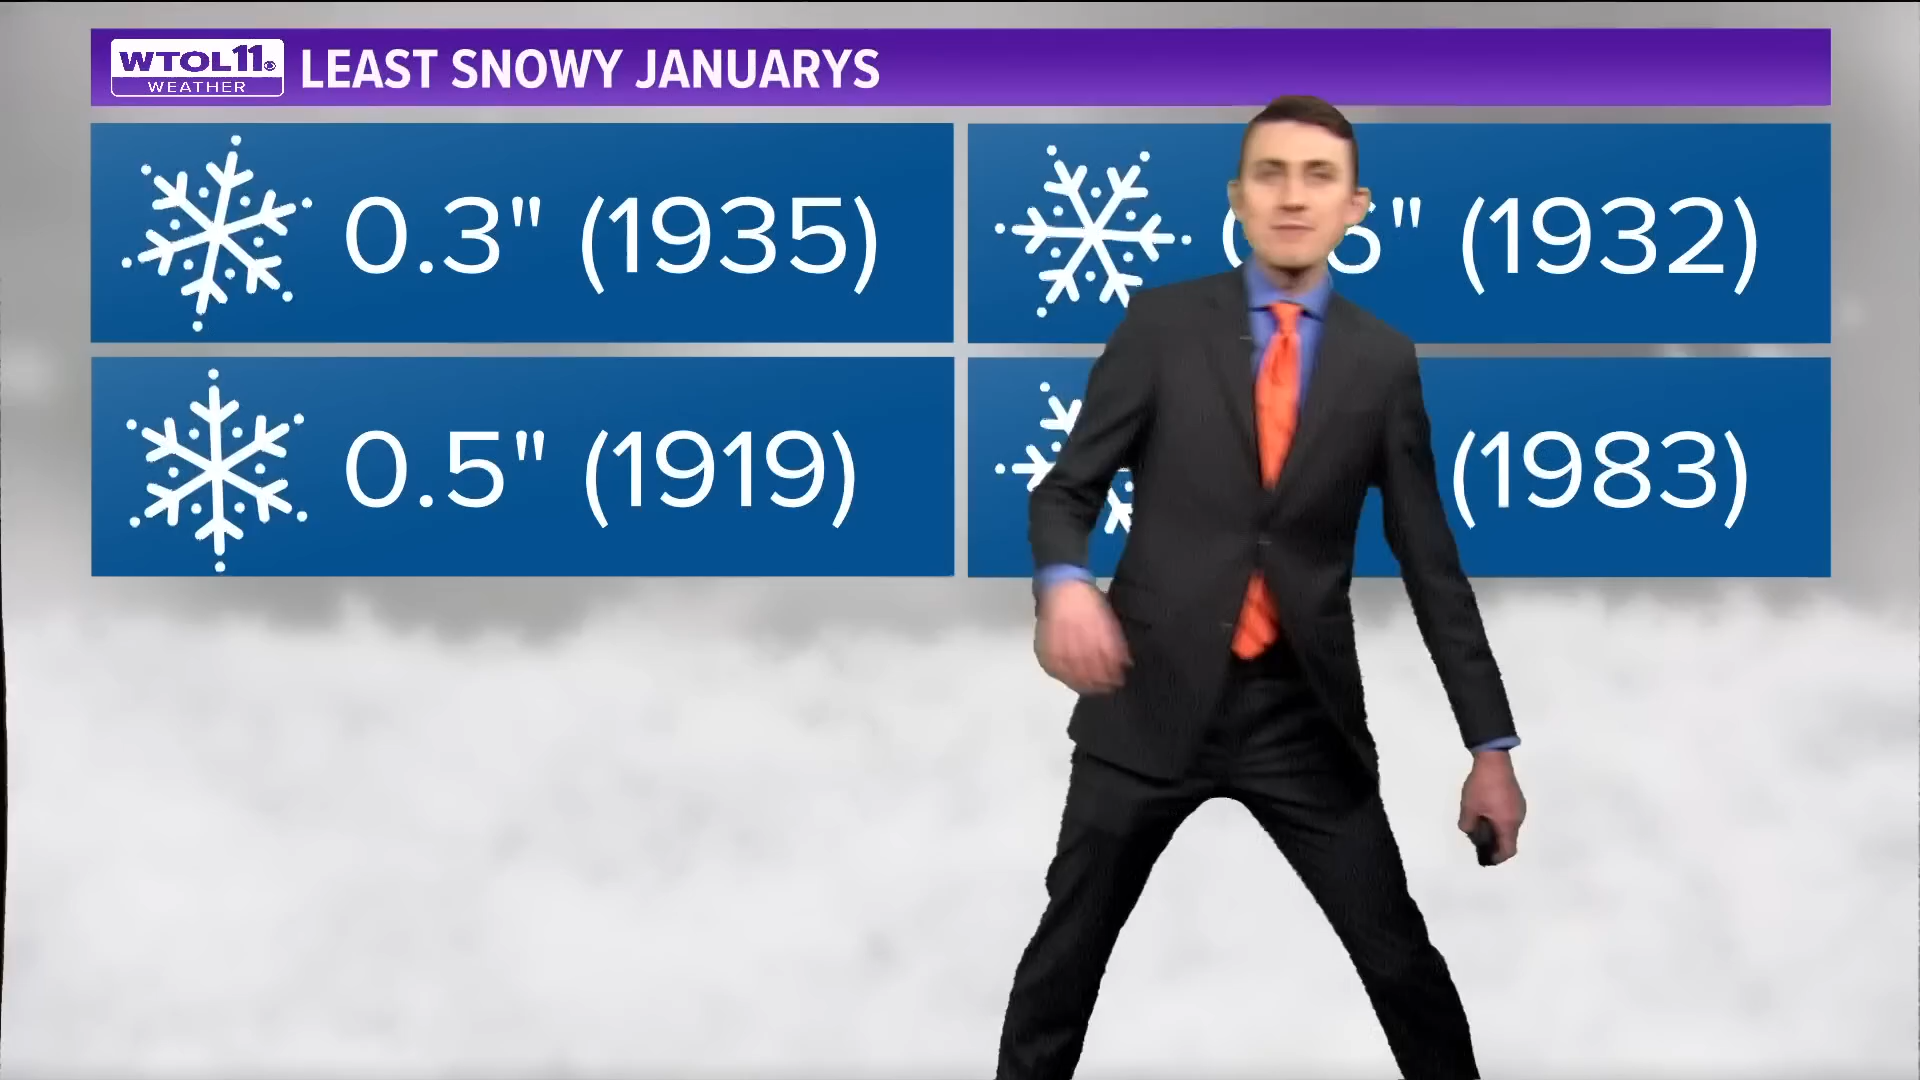 WTOL11
WEATHER
LEAST SNOWY JANUARYS
0.3" (1935)
" (1932)
0.5" (1919)
(1983)